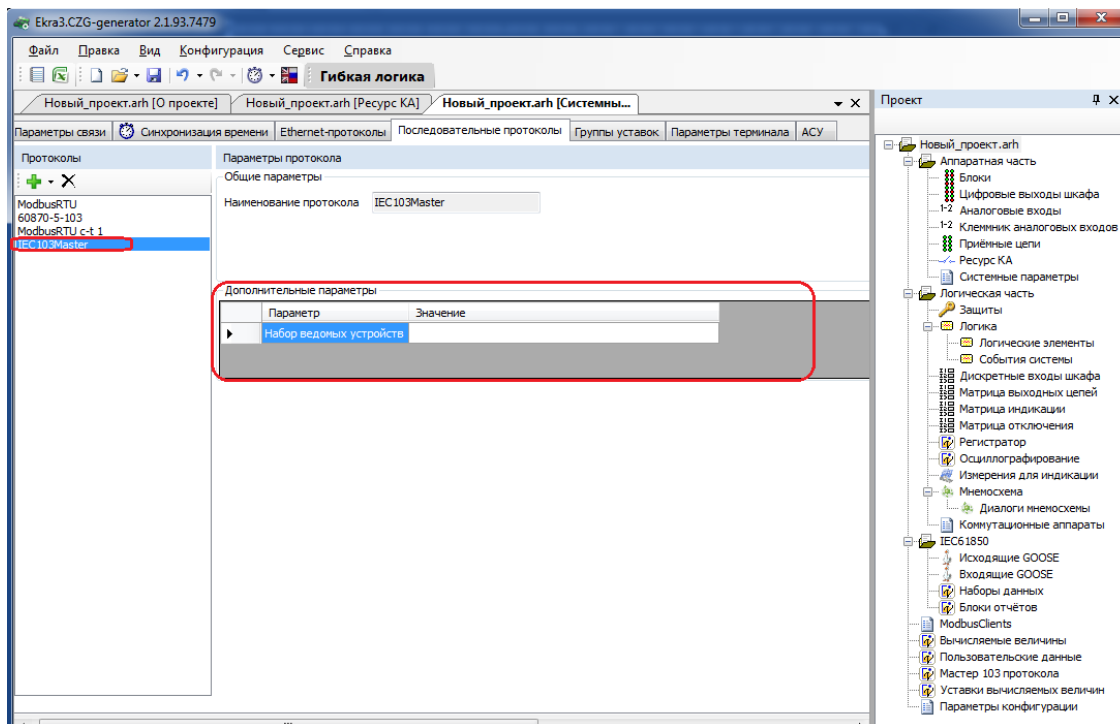 Ekra3.CZG-generator 2.1.93.7479
Файл Правка Вид Конфигурация Сервис Справка
Гибкая логика
Новый_проект.arh [О проекте] Новый_проект.arh [Ресурс КА] Новый_проект.arh [Системны...
Параметры связи Синхронизация времени Ethernet-протоколы Последовательные протоколы Группы уставок Параметры терминала АСУ
Протоколы
ModbusRTU
60870-5-103
ModbusRTU c-t 1
IEC103Master
Параметры протокола
Общие параметры
Наименование протокола IEC103Master
Дополнительные параметры
Параметр Значение
Набор ведомых устройств
Проект
Новый_проект.arh
Аппаратная часть
Блоки
Цифровые выходы шкафа
1-2 Аналоговые входы
1-2 Клеммник аналоговых входов
Приёмные цепи
Ресурс КА
Системные параметры
Логическая часть
Защиты
Логика
Логические элементы
События системы
Дискретные входы шкафа
Матрица выходных цепей
Матрица индикации
Матрица отключения
Регистратор
Осциллографирование
Измерения для индикации
Мнемосхема
Диалоги мнемосхемы
Коммутационные аппараты
IEC61850
Исходящие GOOSE
Входящие GOOSE
Наборы данных
Блоки отчётов
ModbusClients
Вычисляемые величины
Пользовательские данные
Мастер 103 протокола
Уставки вычисляемых величин
Параметры конфигурации